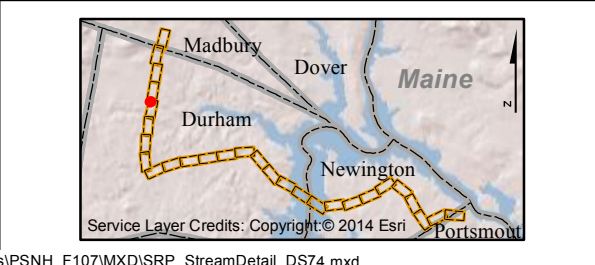 Madbury
Dover
Maine
N
Durham
Newington
Service Layer Credits: Copyright:© 2014 Esri
Portsmout
s\PSNH_F107\MXD\SRP_StreamDetail_DS74.mxd